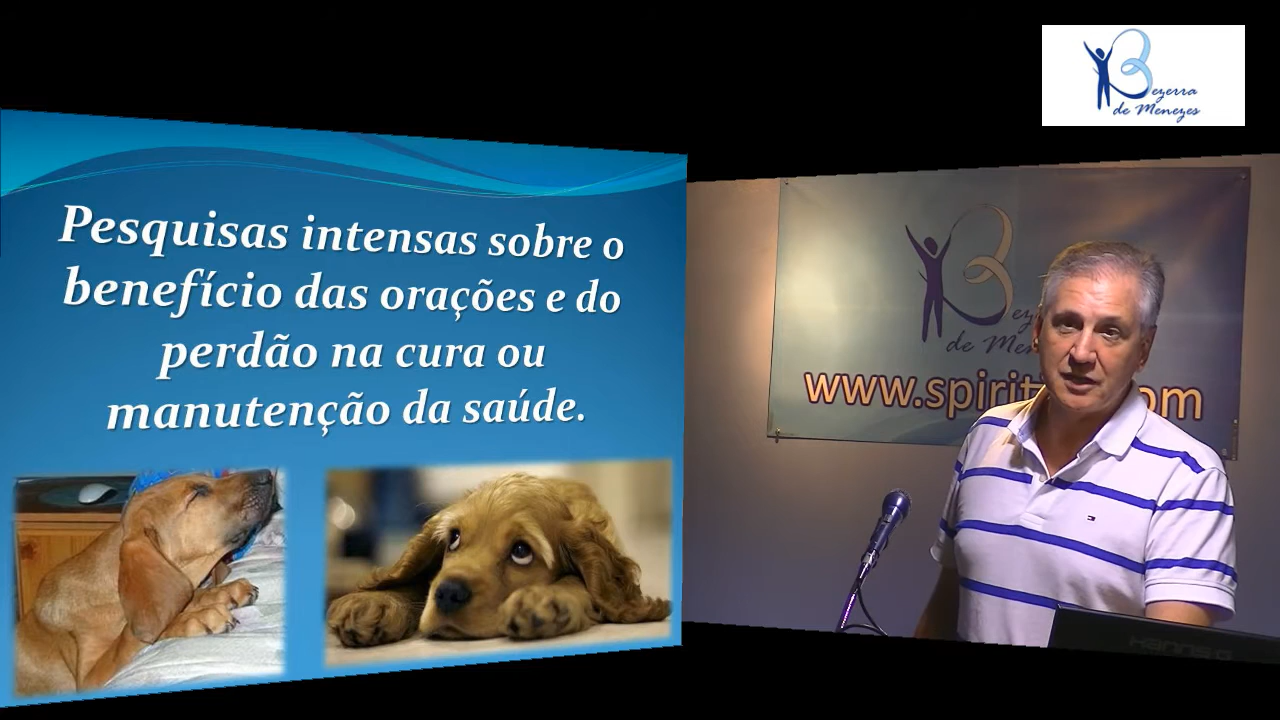 Pesquisas intensas sobre o
benefício das orações e do
perdão na cura ou
manutenção da saúde.
Bezerra
de Menezes
de
www.spirit
om
HANNS.G